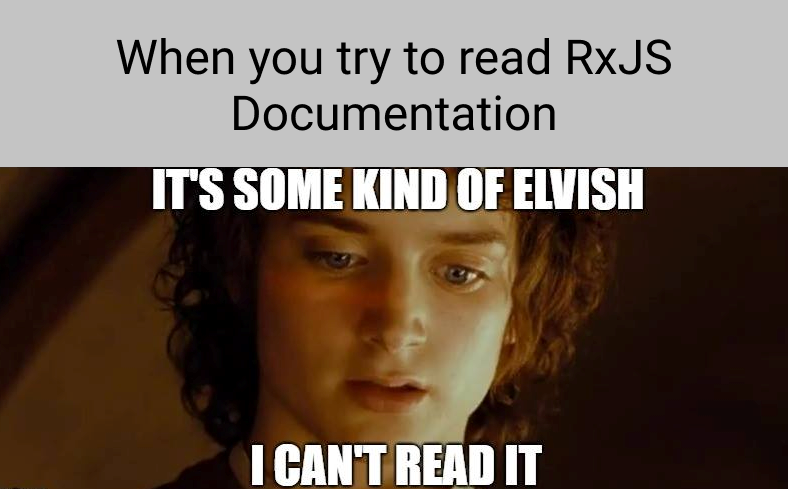 When you try to read RxJS
Documentation
IT'S SOME KIND OF ELVISH
I CAN'T READ IT